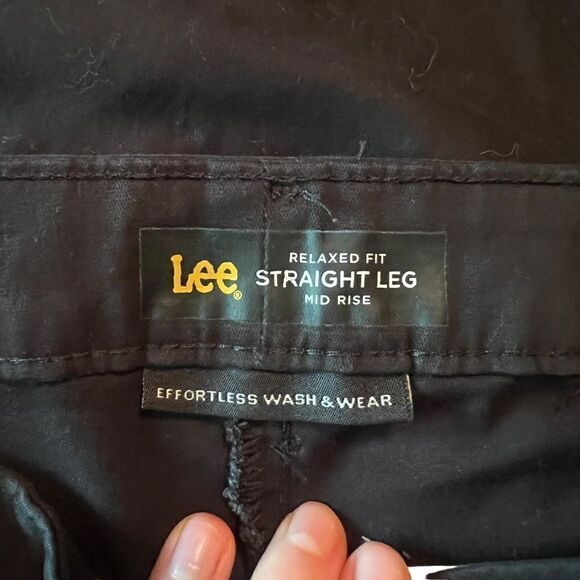 Lee®
RELAXED FIT
STRAIGHT LEG
MID RISE
EFFORTLESS WASH & WEAR